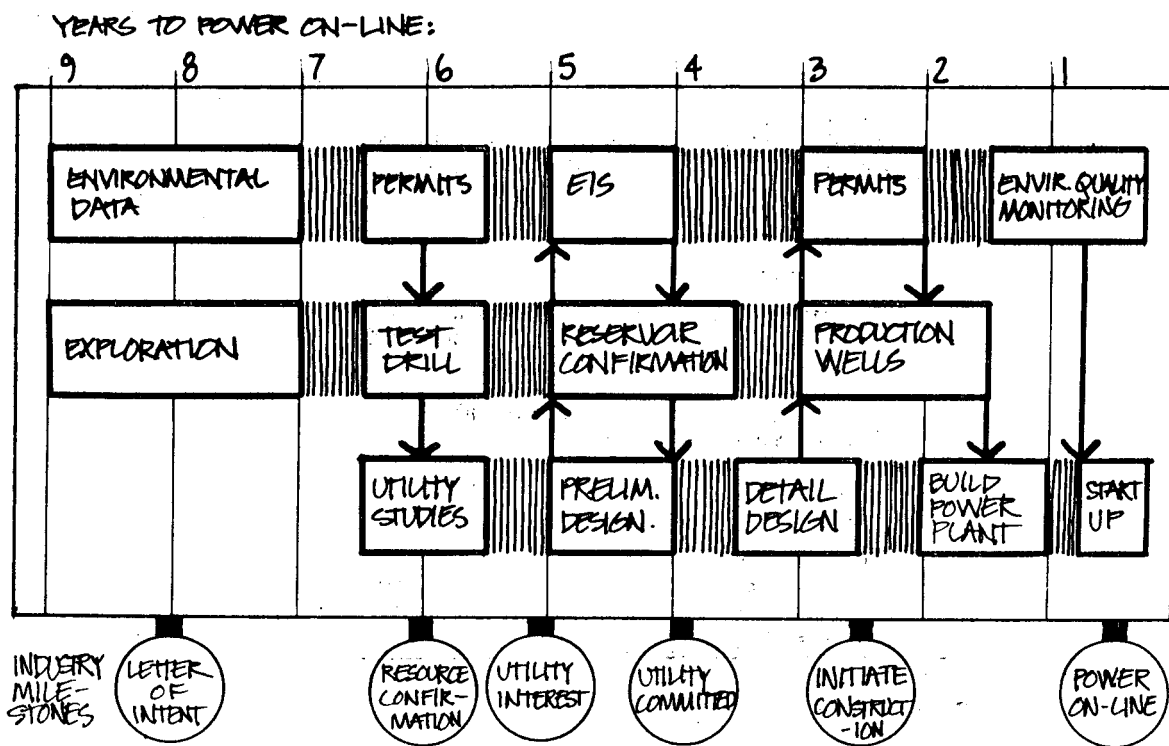 YEARS TO POWER ON-LINE:
9 8 7 6 5 4 3 2 1
ENVIRONMENTAL
DATA
PERMITS
EIS
PERMITS
ENVIR. QUALITY
MONITORING
EXPLORATION
TEST
DRILL
RESERVOIR
CONFIRMATION
PRODUCTION
WELLS
UTILITY
STUDIES
PRELIM.
DESIGN.
DETAIL
DESIGN
BUILD
POWER
PLANT
START
UP
INDUSTRY
MILE-
STONES
LETTER
OF
INTENT
RESOURCE
CONFIR-
MATION
UTILITY
INTEREST
UTILITY
COMMITTED
INITIATE
CONSTRUCT-
-ION
POWER
ON-LINE